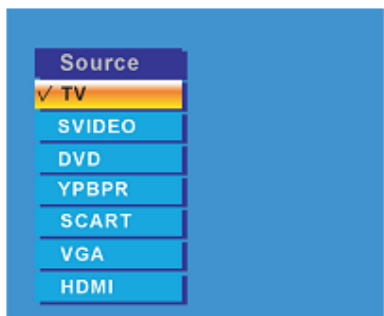 Source
✓ TV
SVIDEO
DVD
YPBPR
SCART
VGA
HDMI